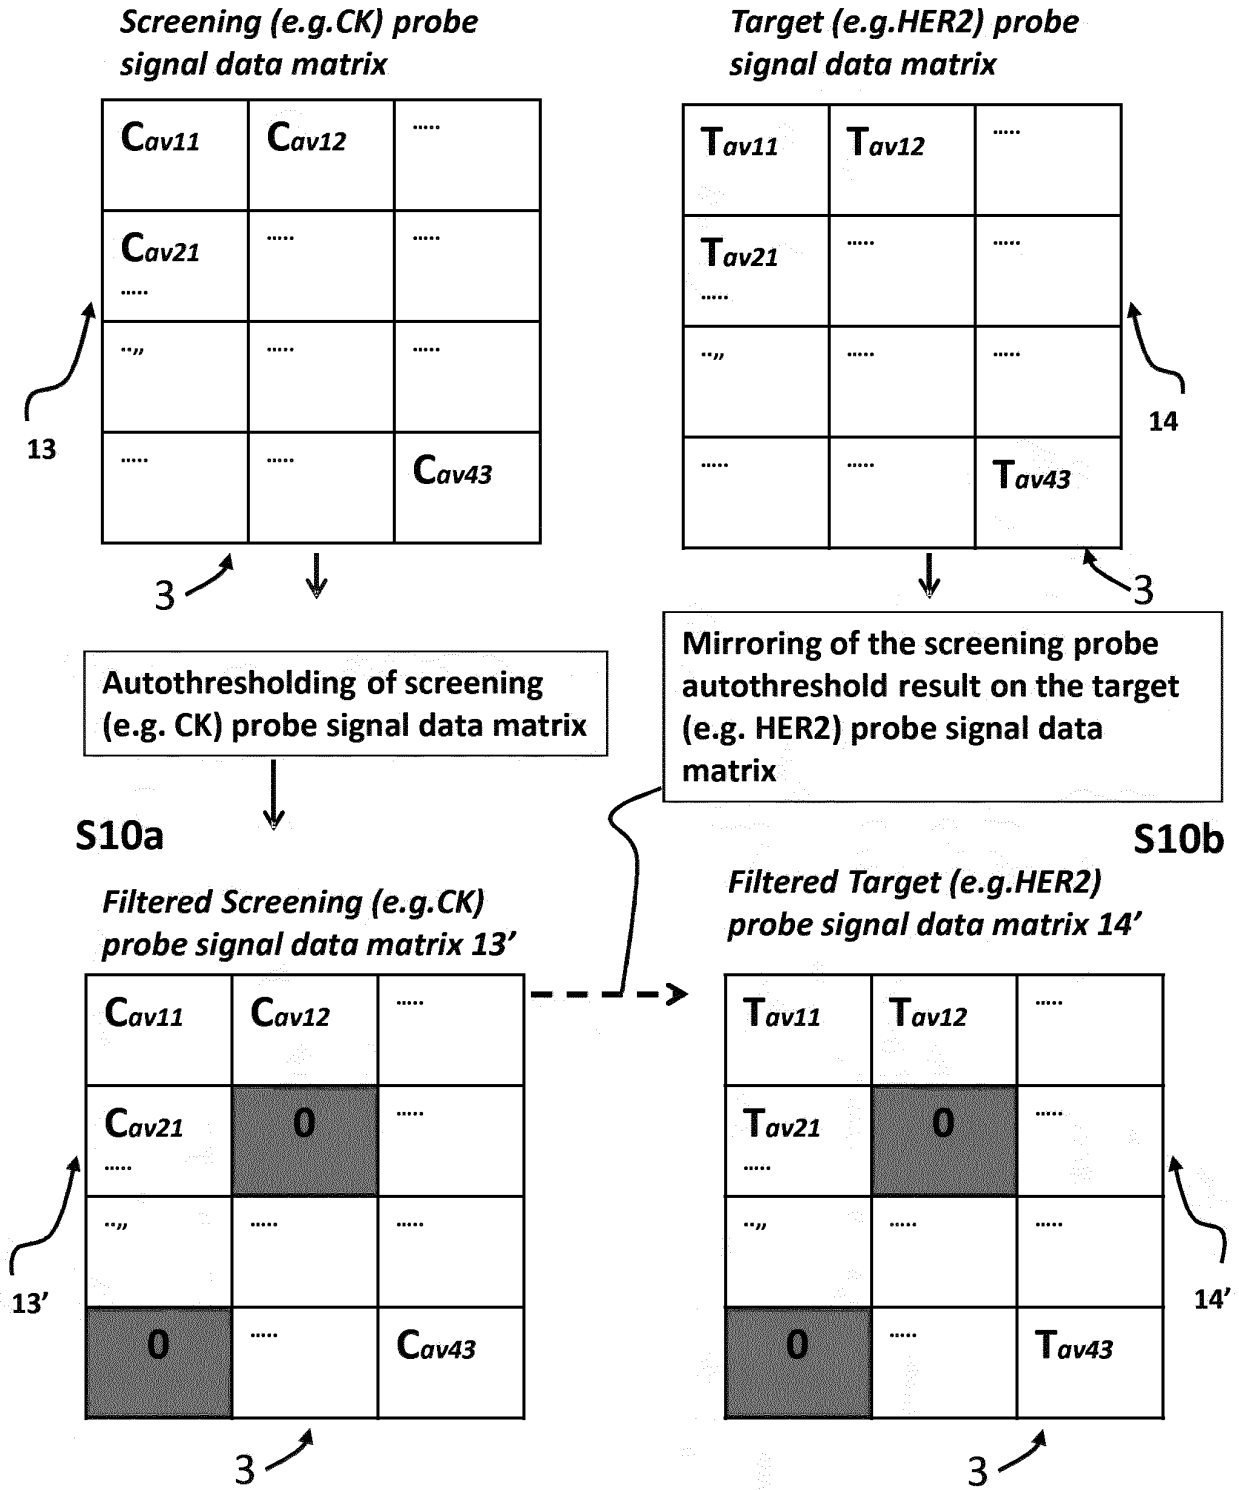 Screening (e.g.CK) probe
signal data matrix
Target (e.g.HER2) probe
signal data matrix
Cav11 Cav12 .....
Cav21 ..... .....
.....
..,, ..... .....
..... ..... Cav43
13
3
Tav11 Tav12 .....
Tav21 ..... .....
.....
..,, ..... .....
..... ..... Tav43
14
3
Autothresholding of screening
(e.g. CK) probe signal data matrix
Mirroring of the screening probe
autothreshold result on the target
(e.g. HER2) probe signal data
matrix
S10a
S10b
Filtered Screening (e.g.CK)
probe signal data matrix 13’
Filtered Target (e.g.HER2)
probe signal data matrix 14’
Cav11 Cav12 .....
Cav21 0 .....
.....
..,, ..... .....
0 ..... Cav43
13’
3
Tav11 Tav12 .....
Tav21 0 .....
.....
..,, ..... .....
0 ..... Tav43
14’
3